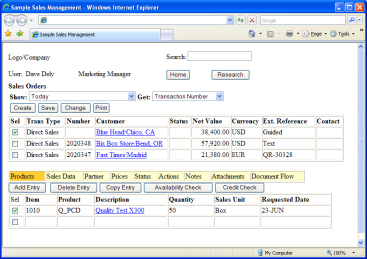 Sample Sales Management - Windows Internet Explorer
Sample Sales Management
Page Tools
Logo/Company Search:
User: Dave Dely Marketing Manager Home Research
Sales Orders
Show: Today Get: Transaction Number
Create Save Change Print
Sel Trans Type Number Customer Status Net Value Currency Ext. Reference Contact
Direct Sales Blue Head/Chico, CA 38,400.00 USD Guided
Direct Sales 2020348 Bix Box Store/Bend, OR 57,920.00 USD Text
Direct Sales 2020347 Fast Times/Madrid 21,380.00 EUR QR-30328
Products Sales Data Partner Prices Status Actions Notes Attachments Document Flow
Add Entry Delete Entry Copy Entry Availability Check Credit Check
Sel Item Product Description Quantity Sales Unit Requested Date
1010 Q_PCD Quality Test X300 50 Box 23-JUN
My Computer 100%